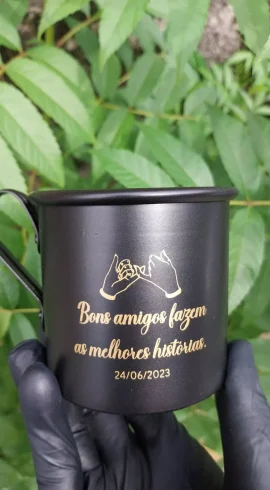 Bons amigos fazem
as melhores histórias.
24/06/2023